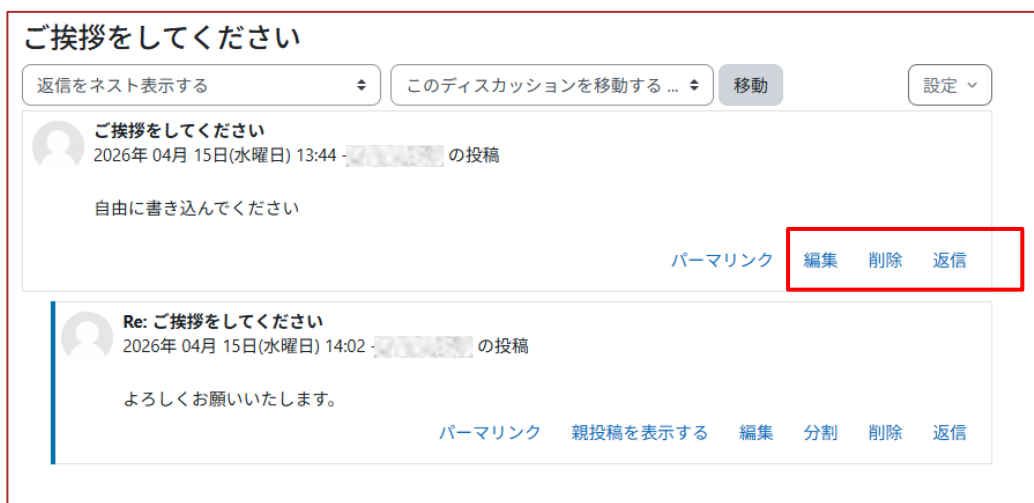 ご挨拶をしてください
返信をネスト表示する このディスカッションを移動する ... 移動 設定
ご挨拶をしてください
2026年 04月 15日(水曜日) 13:44 - の投稿
自由に書き込んでください
パーマリンク 編集 削除 返信
Re: ご挨拶をしてください
2026年 04月 15日(水曜日) 14:02 - の投稿
よろしくお願いいたします。
パーマリンク 親投稿を表示する 編集 分割 削除 返信